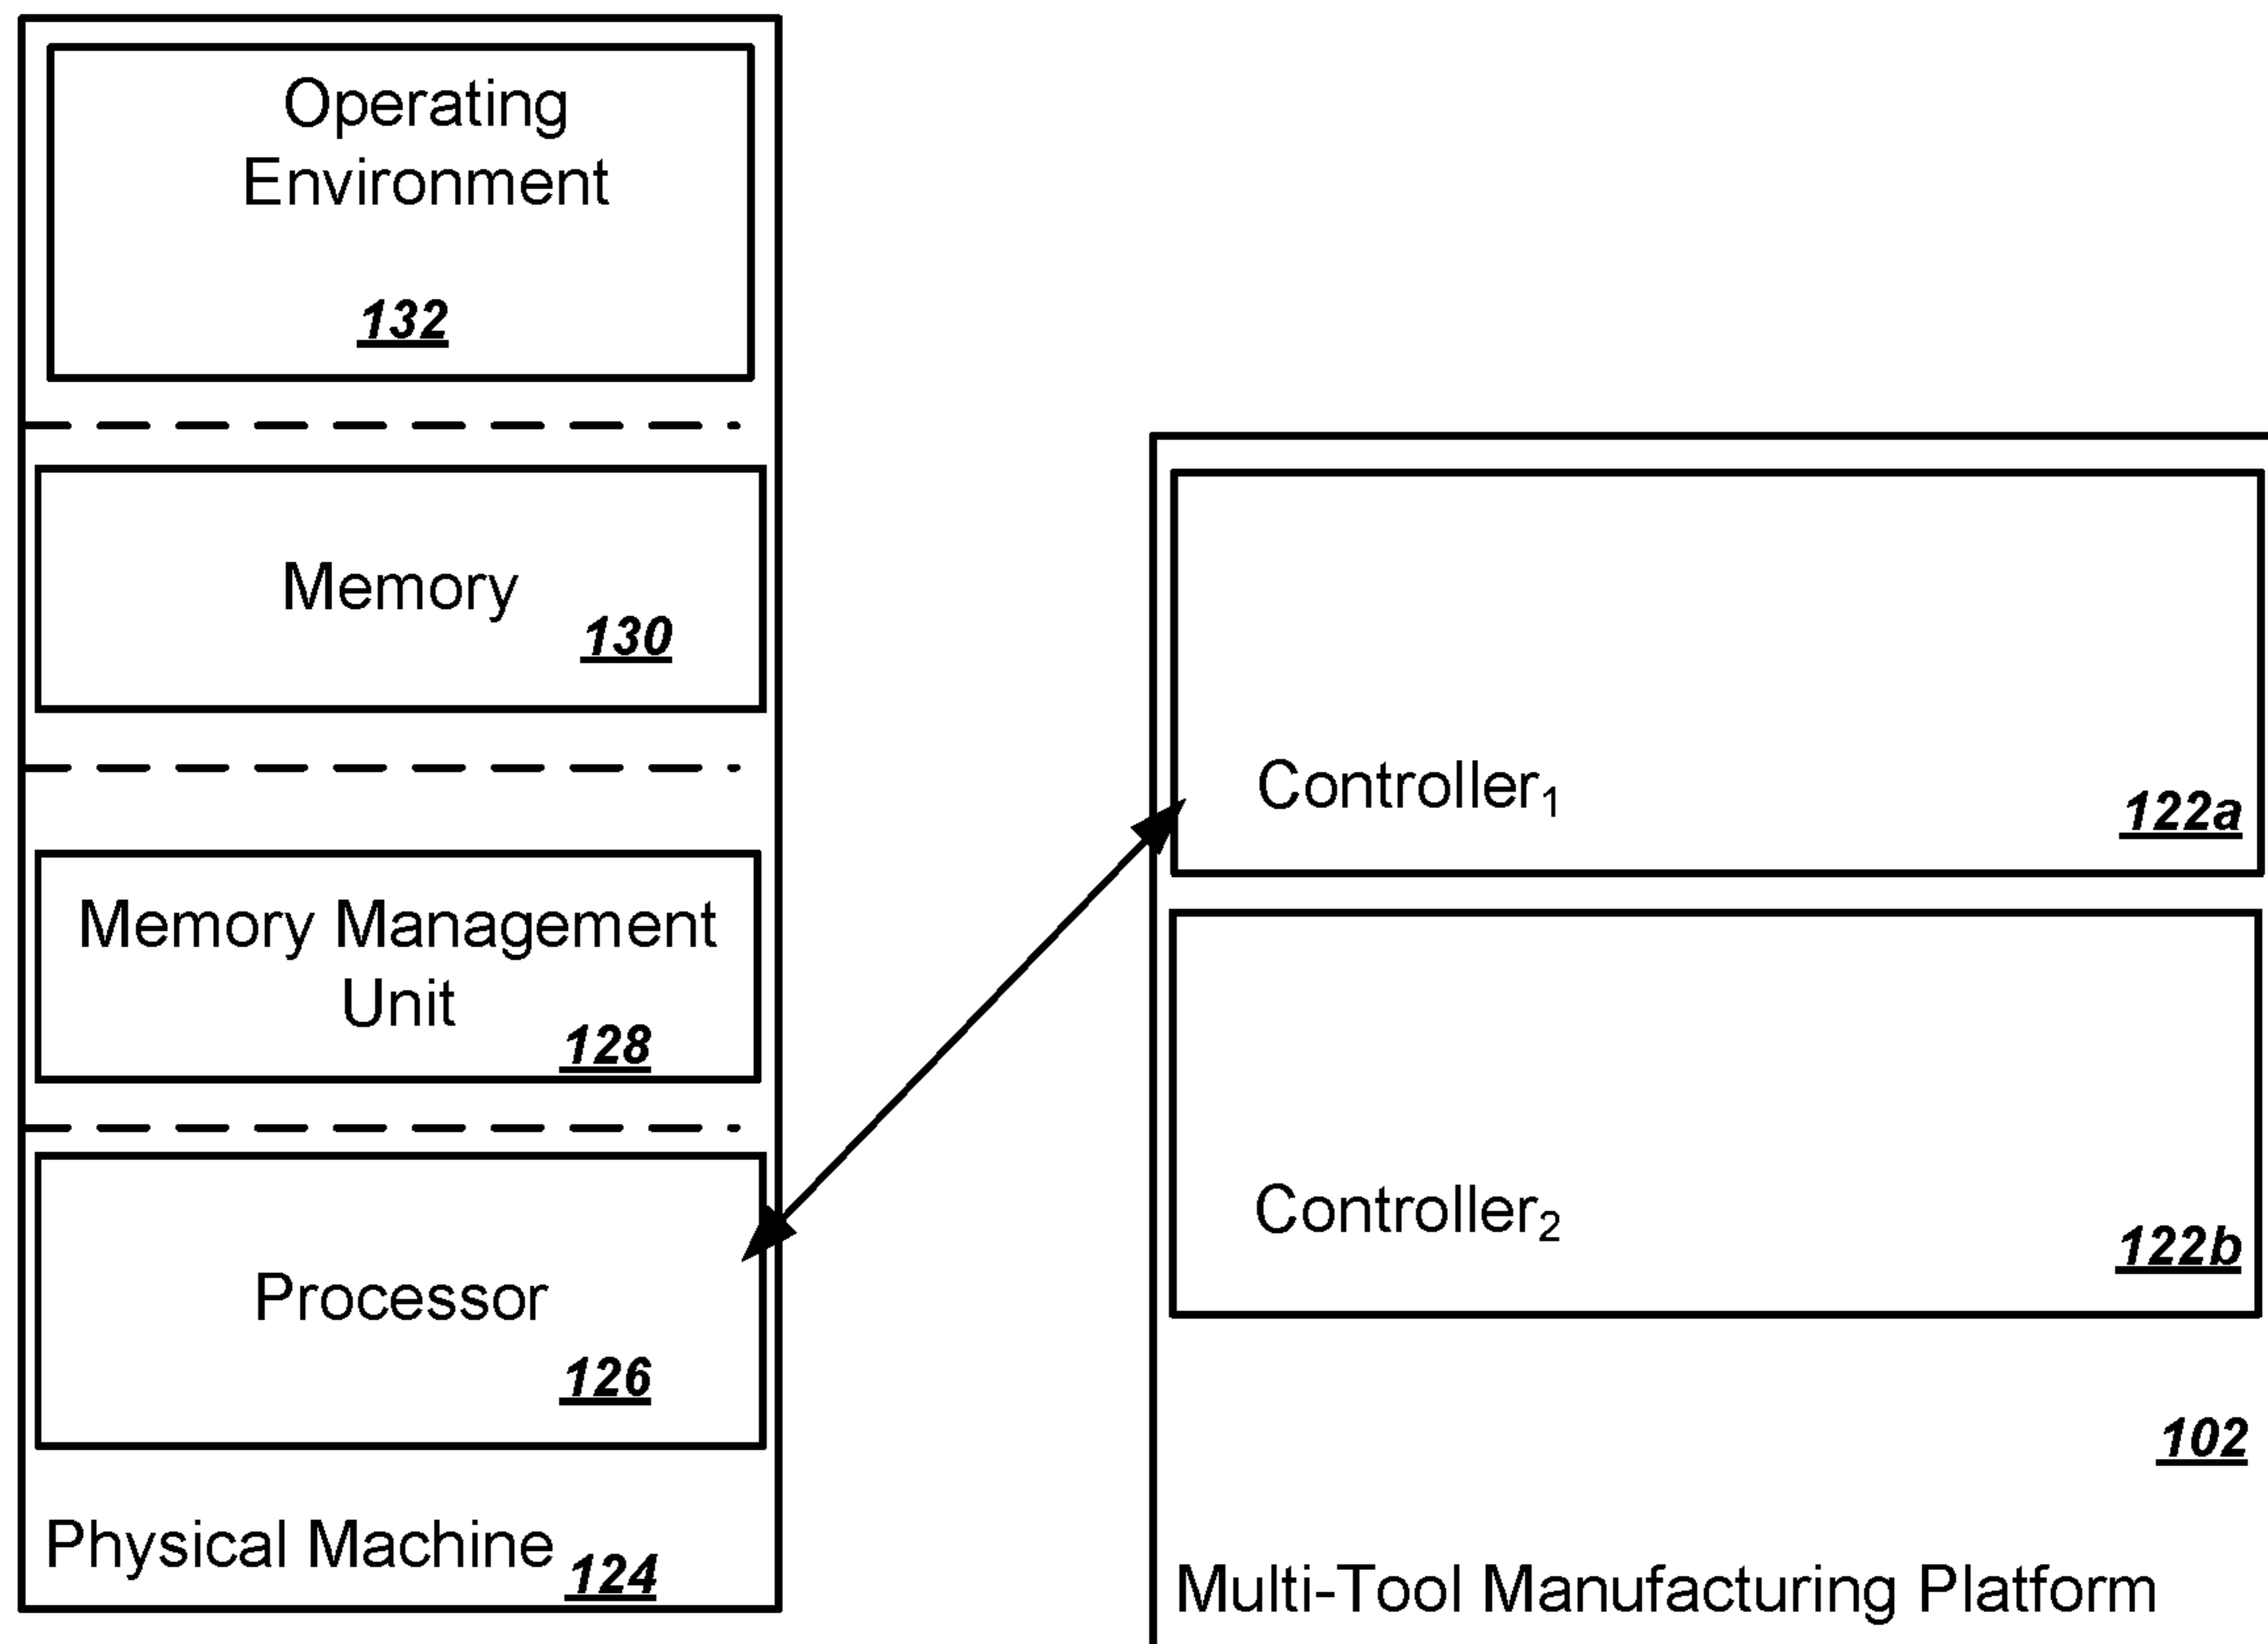 Operating
Environment
132
Memory
130
Memory Management
Unit
128
Processor
126
Physical Machine 124
Controller₁
122a
Controller₂
122b
102
Multi-Tool Manufacturing Platform